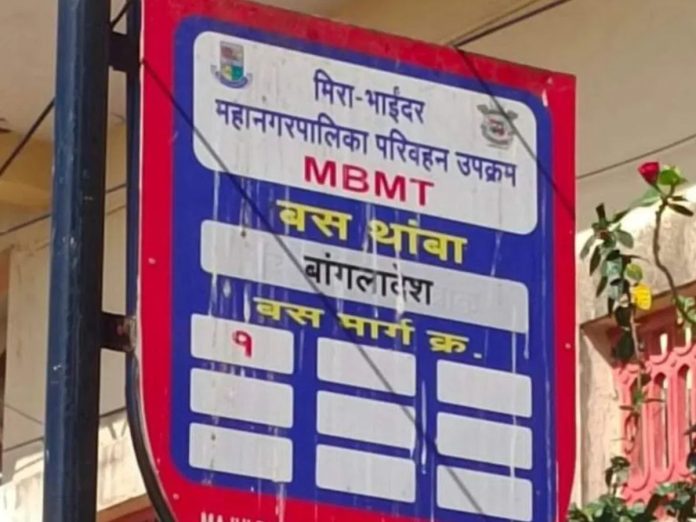 मिरा-भाईंदर
महानगरपालिका परिवहन उपक्रम
MBMT
बस थांबा
बांगलादेश
बस मार्ग क्र.
१